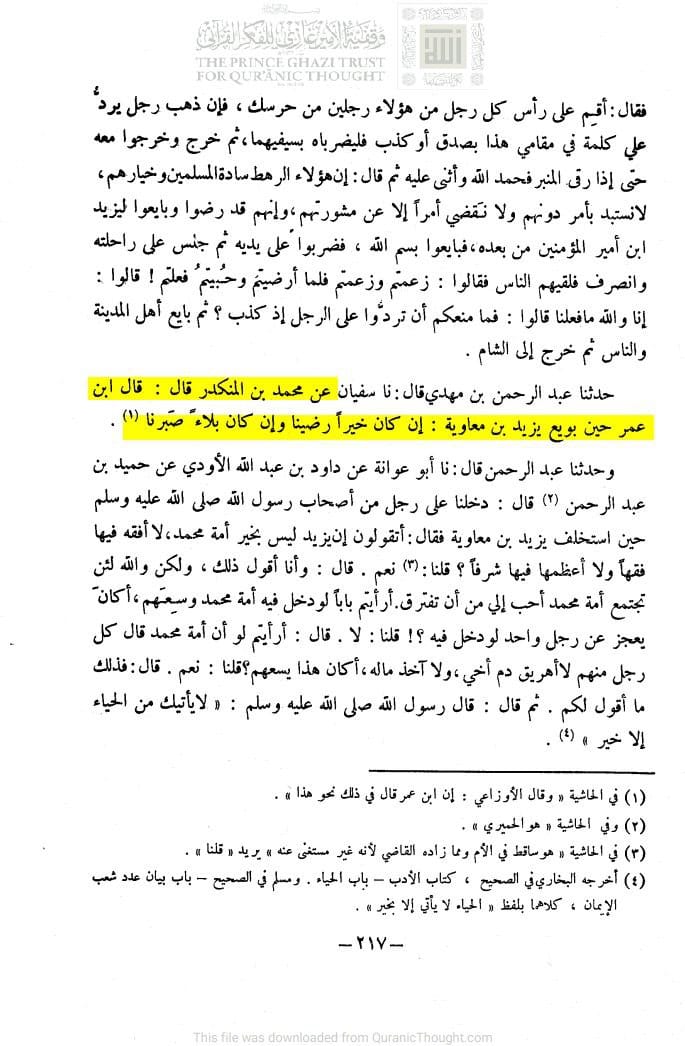 وقفية الأمير غازي للفكر القرآني
THE PRINCE GHAZI TRUST
FOR QUR'ĀNIC THOUGHT
فقال: أقم على رأس كل رجل من هؤلاء رجلين من حرسك ، فإن ذهب رجل يردّ
علي كلمة في مقامي هذا بصدق أو كذب فليضرباه بسيفيهما، ثم خرج وخرجوا معه
حتى إذا رقى المنبر فحمد الله وأثنى عليه ثم قال : إن هؤلاء الرهط سادة المسلمين وخيارهم،
لانستبد بأمر دونهم ولا نقضي أمراً إلا عن مشورتهم، وإنهم قد رضوا وبايعوا ليزيد
ابن أمير المؤمنين من بعده، فبايعوا بسم الله ، فضربوا على يديه ثم جلس على راحلته
وانصرف فلقيهم الناس فقالوا : زعمتم وزعمتم فلما أرضيتم وحُبيتم فعلتم ! قالوا :
إنا والله مافعلنا قالوا : فما منعكم أن تردّوا على الرجل إذ كذب ؟ ثم بايع أهل المدينة
والناس ثم خرج إلى الشام .
حدثنا عبد الرحمن بن مهدي قال : نا سفيان عن محمد بن المنكدر قال : قال ابن
عمر حين بويع يزيد بن معاوية : إن كان خيراً رضينا وإن كان بلاءً صبرنا (١) .
وحدثنا عبد الرحمن قال : نا أبو عوانة عن داود بن عبد الله الأودي عن حميد بن
عبد الرحمن (٢) قال : دخلنا على رجل من أصحاب رسول الله صلى الله عليه وسلم
حين استخلف يزيد بن معاوية فقال : أتقولون إن يزيد ليس بخير أمة محمد، لا أفقه فيها
فقهاً ولا أعظمها فيها شرفاً ؟ قلنا : (٣) نعم . قال : وأنا أقول ذلك ، ولكن والله لئن
تجتمع أمة محمد أحب إلي من أن تفترق. أرأيتم باباً لو دخل فيه أمة محمد وسعهم، أكان
يعجز عن رجل واحد لودخل فيه ؟! قلنا : لا . قال : أرأيتم لو أن أمة محمد قال كل
رجل منهم لا أهريق دم أخي، ولا آخذ ماله، أكان هذا يسعهم؟ قلنا : نعم . قال : فذلك
ما أقول لكم . ثم قال : قال رسول الله صلى الله عليه وسلم : « لايأتيك من الحياء
إلا خير » (٤) .
(١) في الحاشية « وقال الأوزاعي : إن ابن عمر قال في ذلك نحو هذا » .
(٢) وفي الحاشية « هو الحميري » .
(٣) في الحاشية « هو ساقط في الأم ومما زاده القاضي لأنه غير مستغنى عنه » يريد « قلنا » .
(٤) أخرجه البخاري في الصحيح ، كتاب الأدب – باب الحياء . ومسلم في الصحيح – باب بيان عدد شعب
الإيمان ، كلاهما بلفظ « الحياء لا يأتي إلا بخير » .
–٢١٧–
This file was downloaded from QuranicThought.com